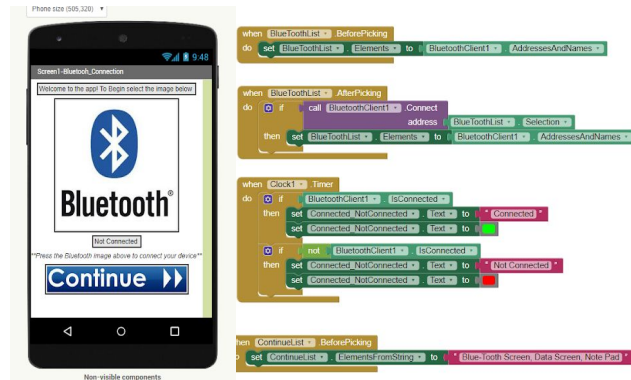 Phone size (505,320)
9:48
Screen1-Bluetooh_Connection
Welcome to the app! To Begin select the image below
Bluetooth®
Not Connected
**Press the Bluetooth image above to connect your device**
Continue
Non-visible components
when BlueToothList .BeforePicking
do set BlueToothList . Elements to BluetoothClient1 . AddressesAndNames
when BlueToothList .AfterPicking
do if call BluetoothClient1 .Connect
address BlueToothList . Selection
then set BlueToothList . Elements to BluetoothClient1 . AddressesAndNames
when Clock1 .Timer
do if BluetoothClient1 . IsConnected
then set Connected_NotConnected . Text to " Connected "
set Connected_NotConnected . Text to
if not BluetoothClient1 . IsConnected
then set Connected_NotConnected . Text to " Not Connected "
set Connected_NotConnected . Text to
hen ContinueList .BeforePicking
set ContinueList . ElementsFromString to " Blue-Tooth Screen, Data Screen, Note Pad "